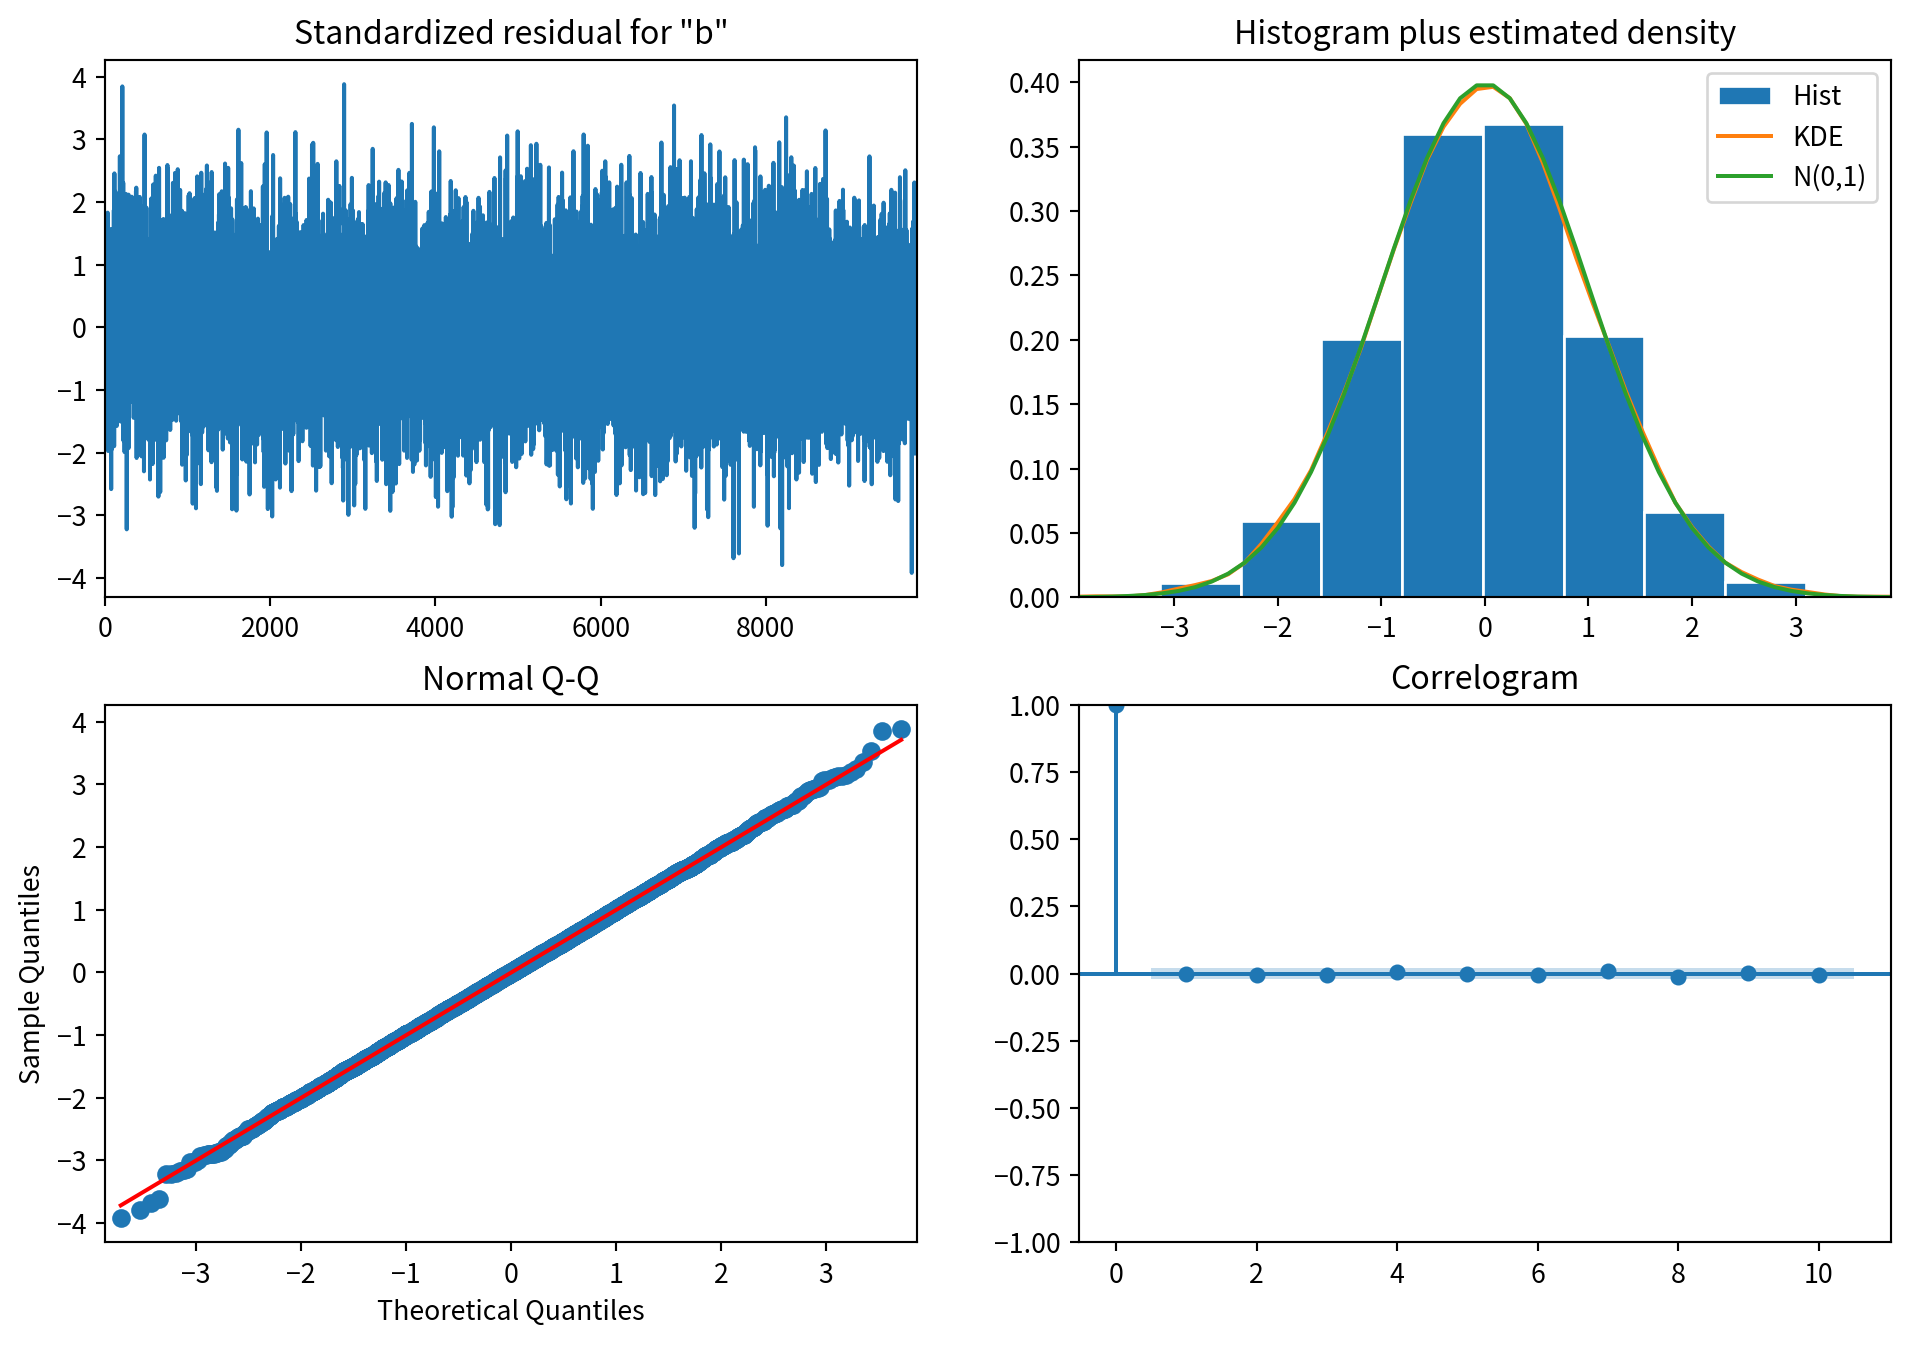 Standardized residual for "b"
4
3
2
1
0
−1
−2
−3
−4
0 2000 4000 6000 8000
Histogram plus estimated density
0.40
0.35
0.30
0.25
0.20
0.15
0.10
0.05
0.00
−3 −2 −1 0 1 2 3
Hist
KDE
N(0,1)
Normal Q-Q
Sample Quantiles
4
3
2
1
0
−1
−2
−3
−4
−3 −2 −1 0 1 2 3
Theoretical Quantiles
Correlogram
1.00
0.75
0.50
0.25
0.00
−0.25
−0.50
−0.75
−1.00
0 2 4 6 8 10